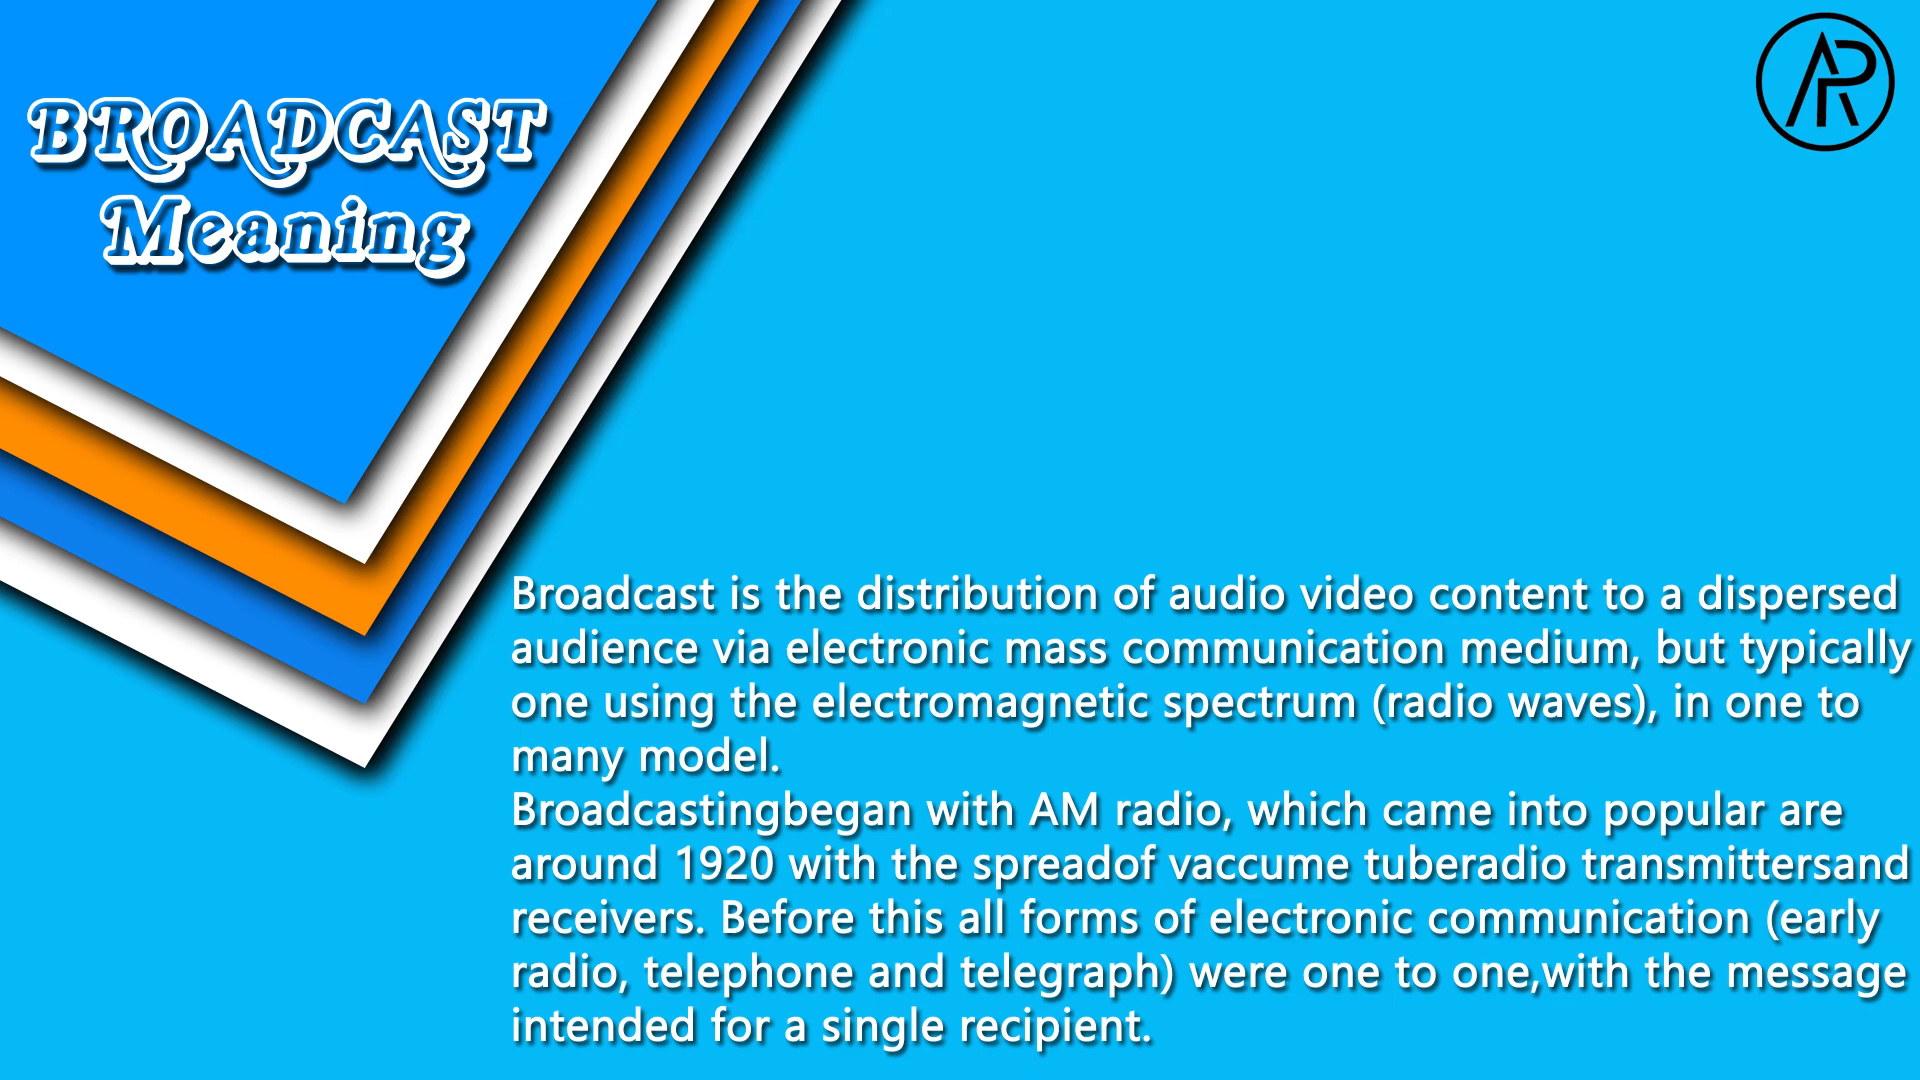 BROADCAST
Meaning
AR
Broadcast is the distribution of audio video content to a dispersed
audience via electronic mass communication medium, but typically
one using the electromagnetic spectrum (radio waves), in one to
many model.
Broadcastingbegan with AM radio, which came into popular are
around 1920 with the spreadof vaccume tuberadio transmittersand
receivers. Before this all forms of electronic communication (early
radio, telephone and telegraph) were one to one,with the message
intended for a single recipient.